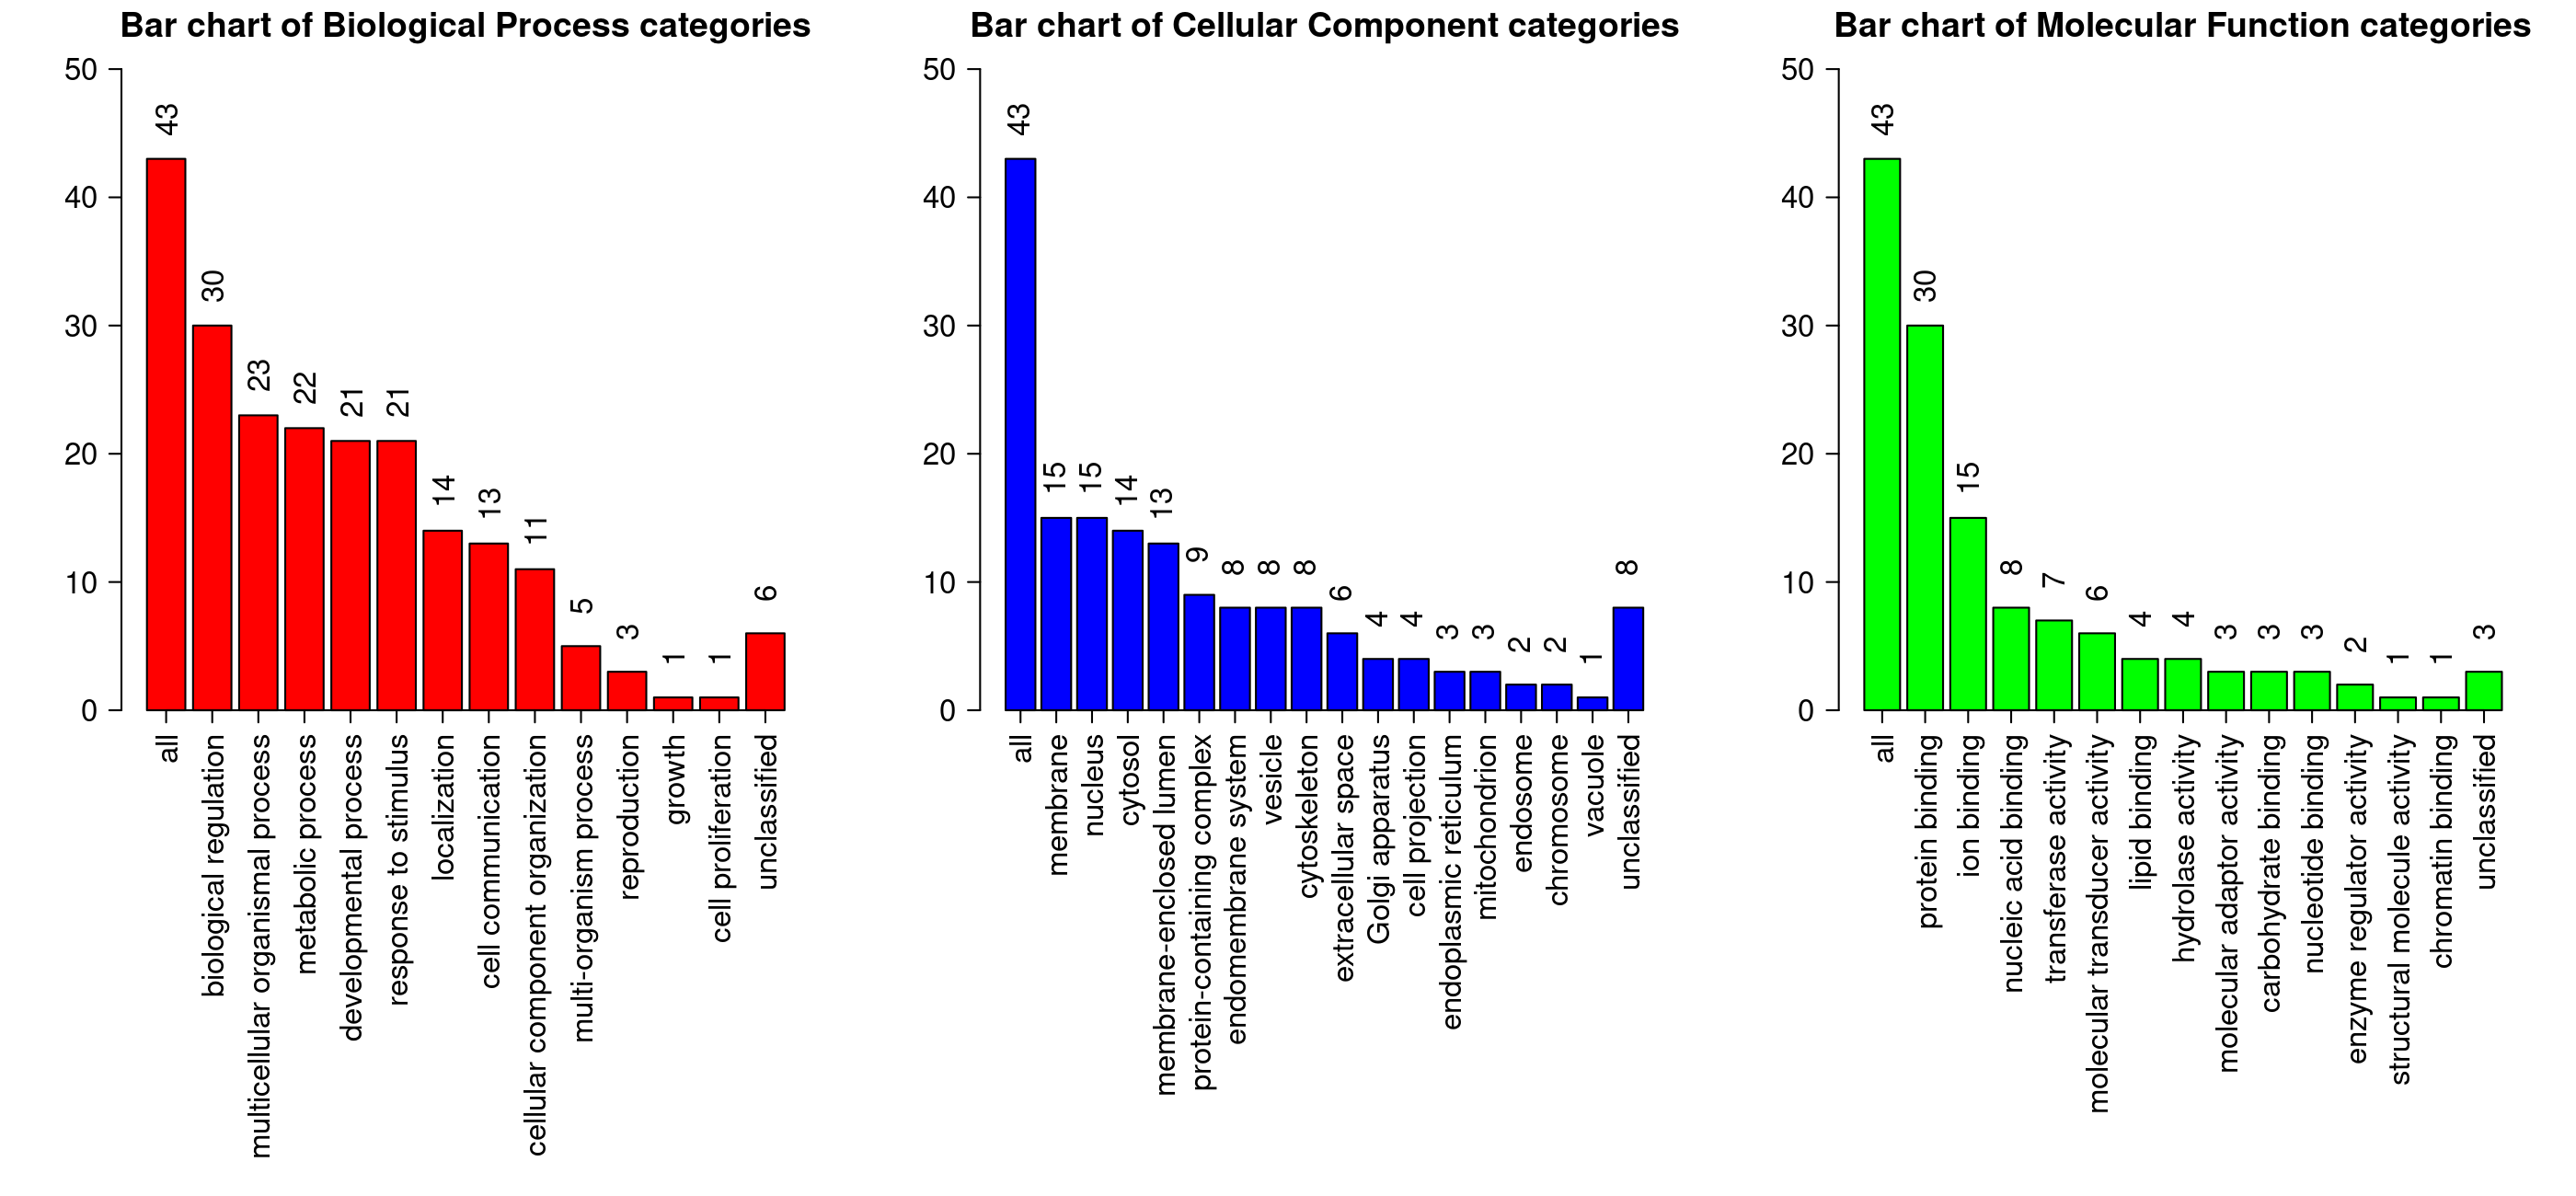 Bar chart of Biological Process categories
50
40
30
20
10
0
43
30
23
22
21
21
14
13
11
5
3
1
1
6
all
biological regulation
multicellular organismal process
metabolic process
developmental process
response to stimulus
localization
cell communication
cellular component organization
multi-organism process
reproduction
growth
cell proliferation
unclassified
Bar chart of Cellular Component categories
50
40
30
20
10
0
43
15
15
14
13
9
8
8
8
6
4
4
3
3
2
2
1
8
all
membrane
nucleus
cytosol
membrane-enclosed lumen
protein-containing complex
endomembrane system
vesicle
cytoskeleton
extracellular space
Golgi apparatus
cell projection
endoplasmic reticulum
mitochondrion
endosome
chromosome
vacuole
unclassified
Bar chart of Molecular Function categories
50
40
30
20
10
0
43
30
15
8
7
6
4
4
3
3
3
2
1
1
3
all
protein binding
ion binding
nucleic acid binding
transferase activity
molecular transducer activity
lipid binding
hydrolase activity
molecular adaptor activity
carbohydrate binding
nucleotide binding
enzyme regulator activity
structural molecule activity
chromatin binding
unclassified